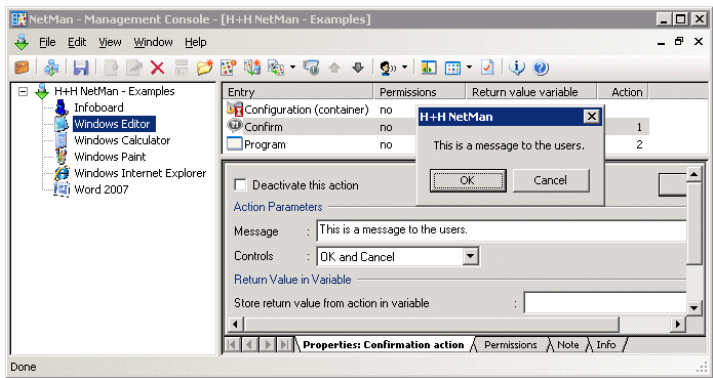 NetMan - Management Console - [H+H NetMan - Examples]
File Edit View Window Help
H+H NetMan - Examples
Infoboard
Windows Editor
Windows Calculator
Windows Paint
Windows Internet Explorer
Word 2007
Entry Permissions Return value variable Action
Configuration (container) no
Confirm no 1
Program no 2
H+H NetMan
This is a message to the users.
OK Cancel
Deactivate this action
Action Parameters
Message : This is a message to the users.
Controls : OK and Cancel
Return Value in Variable
Store return value from action in variable :
Properties: Confirmation action Permissions Note Info
Done